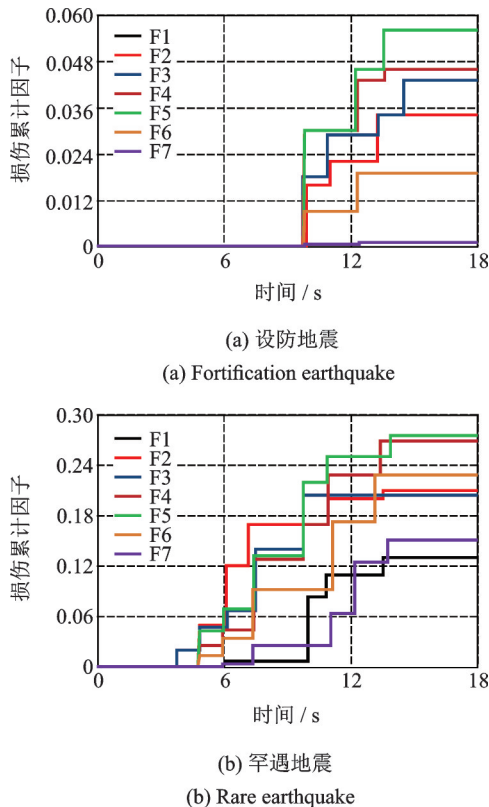 0.060
0.048
0.036
0.024
0.012
0
损伤累计因子
F1
F2
F3
F4
F5
F6
F7
0 6 12 18
时间 / s
(a) 设防地震
(a) Fortification earthquake
0.30
0.24
0.18
0.12
0.06
0
损伤累计因子
F1
F2
F3
F4
F5
F6
F7
0 6 12 18
时间 / s
(b) 罕遇地震
(b) Rare earthquake